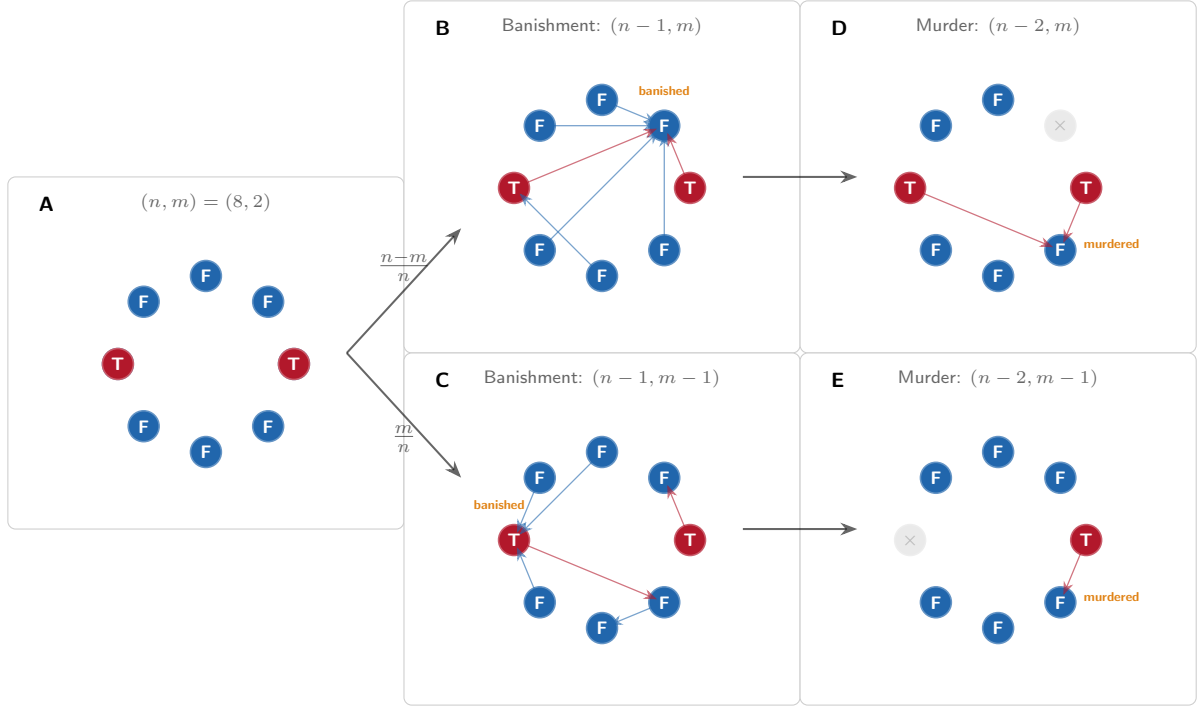 A
(n, m) = (8, 2)
F
F
F
T
T
F
F
F
n−m
n
m
n
B
Banishment: (n − 1, m)
banished
F
F
F
T
T
F
F
F
D
Murder: (n − 2, m)
F
F
×
T
T
F
F
murdered
F
C
Banishment: (n − 1, m − 1)
F
F
F
banished
T
T
F
F
F
E
Murder: (n − 2, m − 1)
F
F
F
×
T
F
F
murdered
F